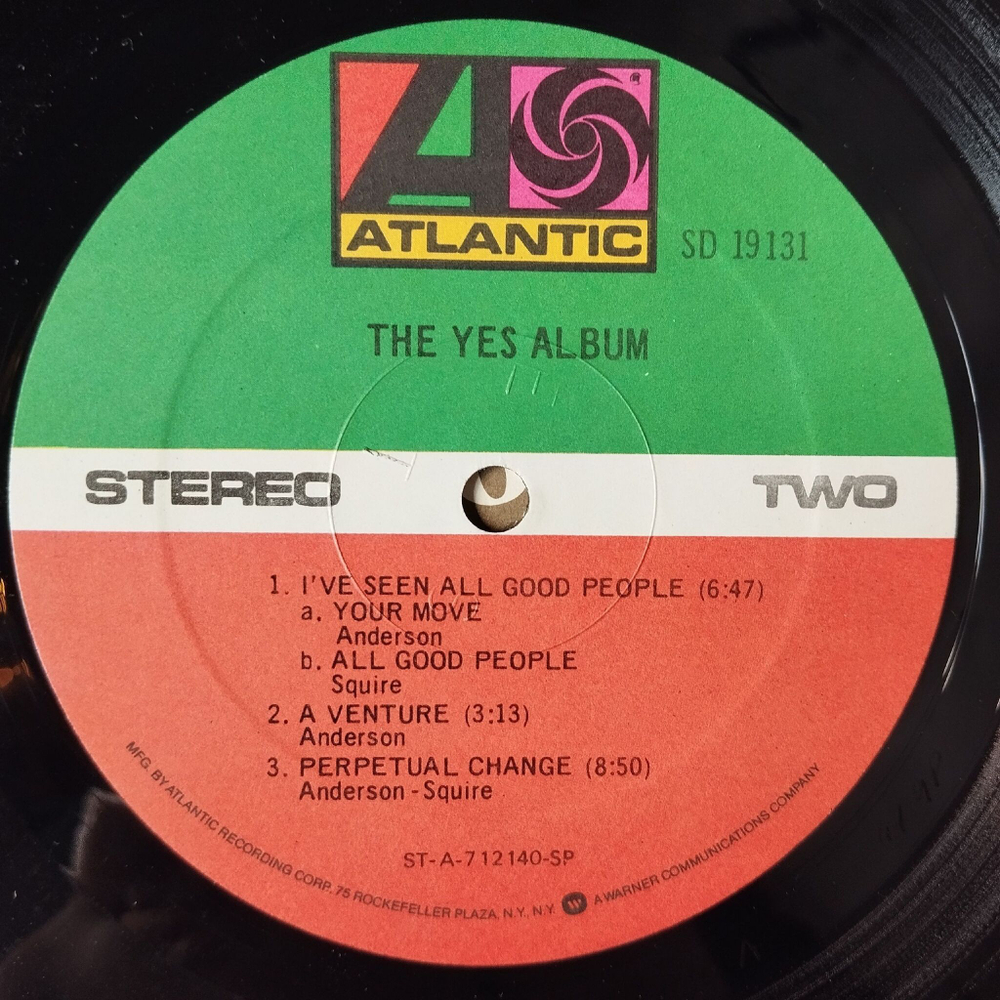 ATLANTIC
SD 19131
THE YES ALBUM
STEREO
TWO
1. I'VE SEEN ALL GOOD PEOPLE (6:47)
a. YOUR MOVE
Anderson
b. ALL GOOD PEOPLE
Squire
2. A VENTURE (3:13)
Anderson
3. PERPETUAL CHANGE (8:50)
Anderson - Squire
ST-A-712140-SP
MFG. BY ATLANTIC RECORDING CORP. 75 ROCKEFELLER PLAZA, N.Y., N.Y. A WARNER COMMUNICATIONS COMPANY